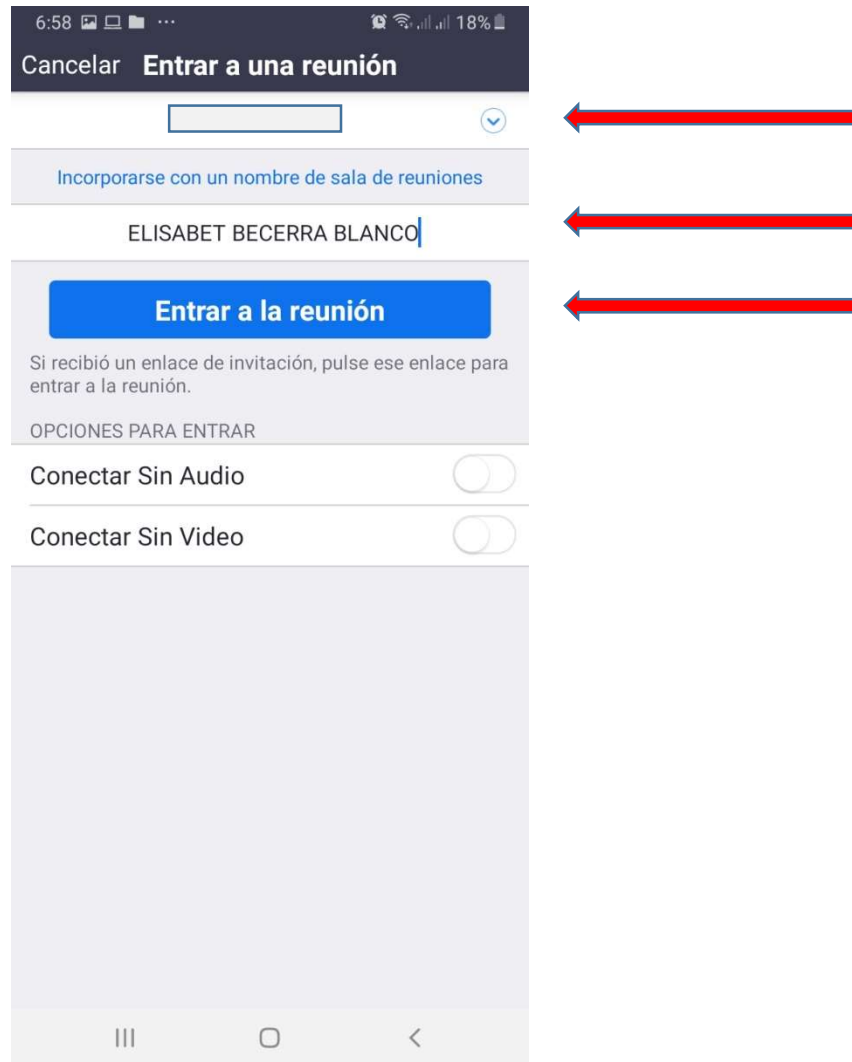 6:58 18%
Cancelar Entrar a una reunión
Incorporarse con un nombre de sala de reuniones
ELISABET BECERRA BLANCO
Entrar a la reunión
Si recibió un enlace de invitación, pulse ese enlace para
entrar a la reunión.
OPCIONES PARA ENTRAR
Conectar Sin Audio
Conectar Sin Video